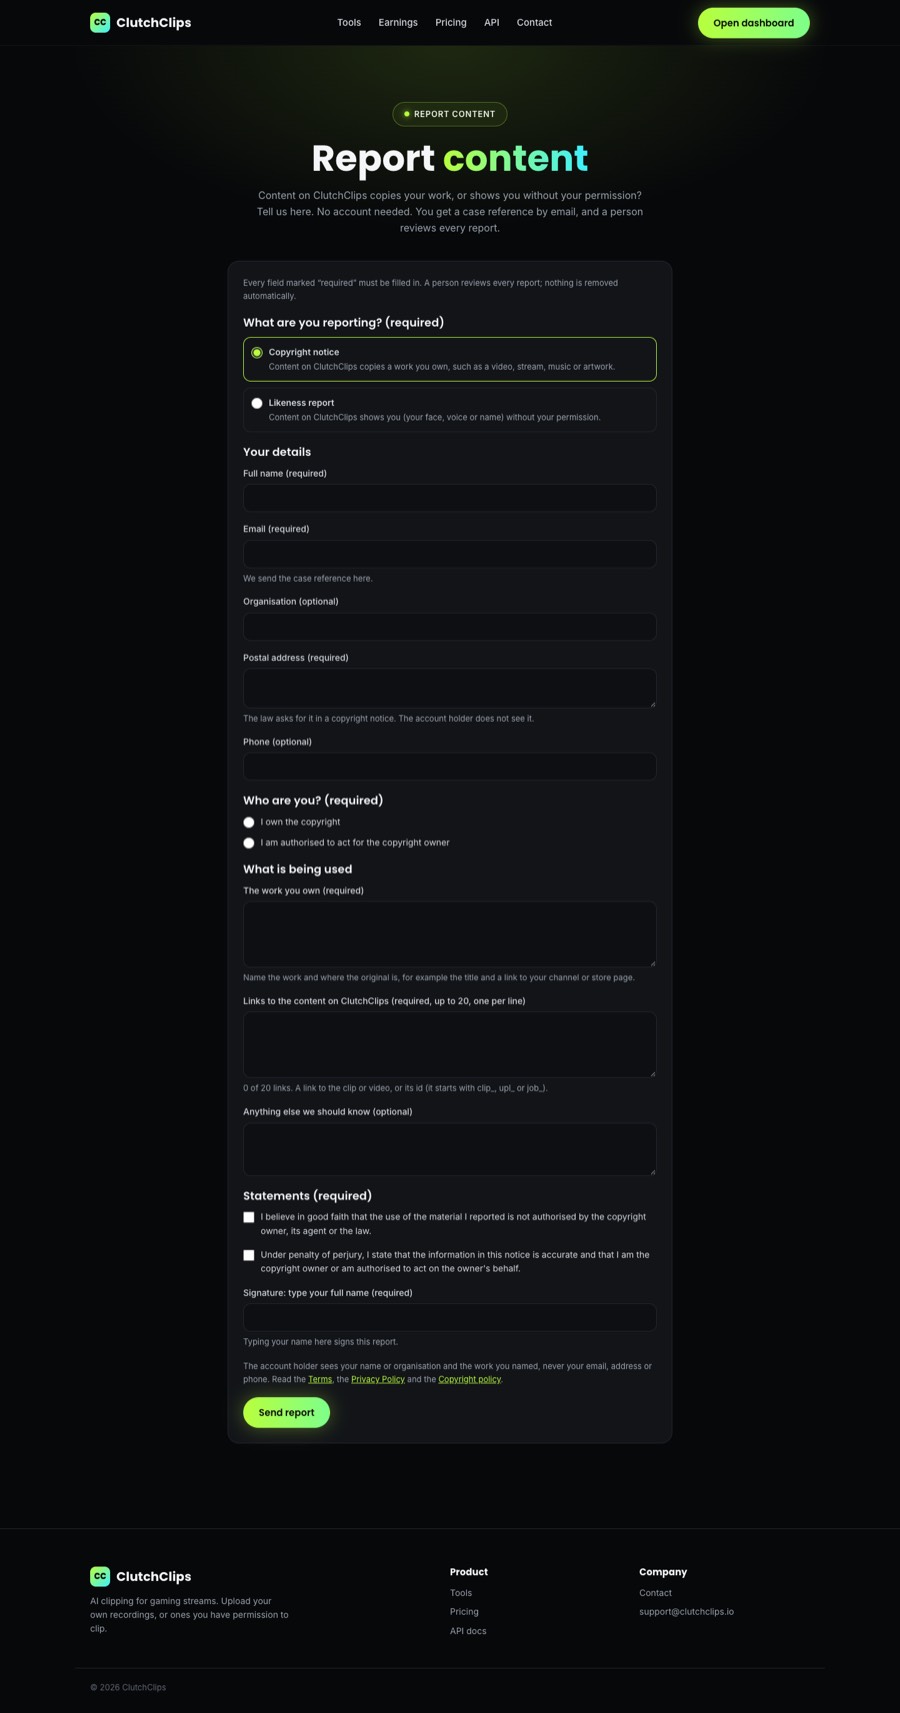 CC ClutchClips
Tools
Earnings
Pricing
API
Contact
Open dashboard
REPORT CONTENT
Report content
Content on ClutchClips copies your work, or shows you without your permission?
Tell us here. No account needed. You get a case reference by email, and a person
reviews every report.
Every field marked “required” must be filled in. A person reviews every report; nothing is removed
automatically.
What are you reporting? (required)
Copyright notice
Content on ClutchClips copies a work you own, such as a video, stream, music or artwork.
Likeness report
Content on ClutchClips shows you (your face, voice or name) without your permission.
Your details
Full name (required)
Email (required)
We send the case reference here.
Organisation (optional)
Postal address (required)
The law asks for it in a copyright notice. The account holder does not see it.
Phone (optional)
Who are you? (required)
I own the copyright
I am authorised to act for the copyright owner
What is being used
The work you own (required)
Name the work and where the original is, for example the title and a link to your channel or store page.
Links to the content on ClutchClips (required, up to 20, one per line)
0 of 20 links. A link to the clip or video, or its id (it starts with clip_, upl_ or job_).
Anything else we should know (optional)
Statements (required)
I believe in good faith that the use of the material I reported is not authorised by the copyright
owner, its agent or the law.
Under penalty of perjury, I state that the information in this notice is accurate and that I am the
copyright owner or am authorised to act on the owner's behalf.
Signature: type your full name (required)
Typing your name here signs this report.
The account holder sees your name or organisation and the work you named, never your email, address or
phone. Read the Terms, the Privacy Policy and the Copyright policy.
Send report
CC ClutchClips
AI clipping for gaming streams. Upload your
own recordings, or ones you have permission to
clip.
Product
Tools
Pricing
API docs
Company
Contact
support@clutchclips.io
© 2026 ClutchClips